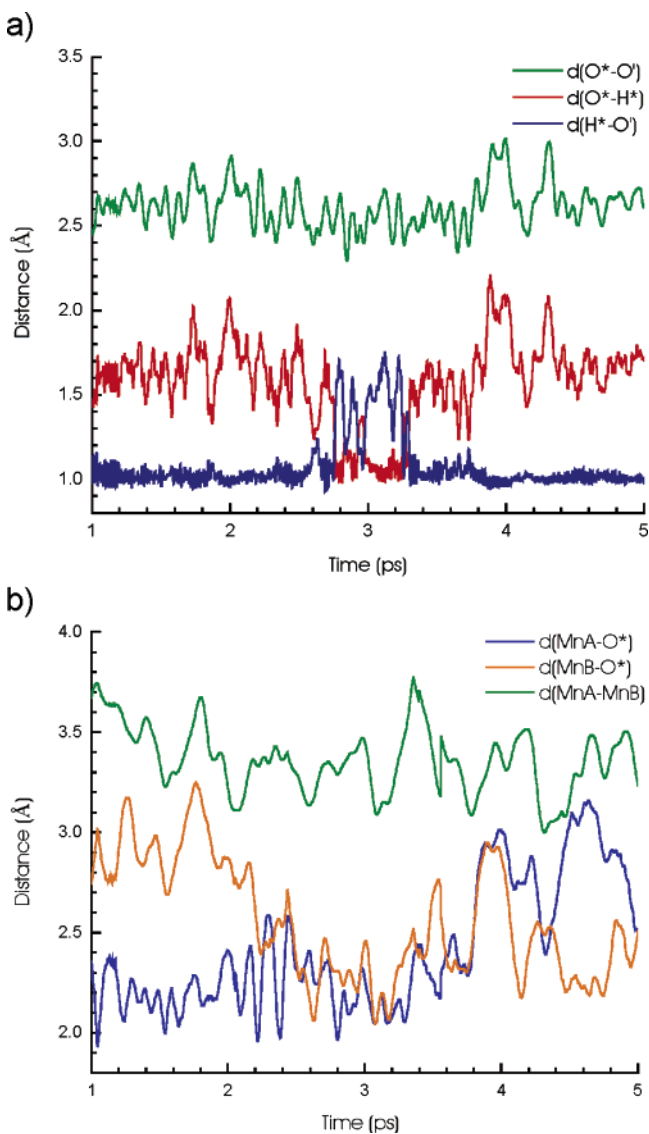 a)
3.5
3.0
2.5
2.0
1.5
1.0
Distance (Å)
d(O*-O')
d(O*-H*)
d(H*-O')
1 2 3 4 5
Time (ps)
b)
4.0
3.5
3.0
2.5
2.0
Distance (Å)
d(MnA-O*)
d(MnB-O*)
d(MnA-MnB)
1 2 3 4 5
Time (ps)